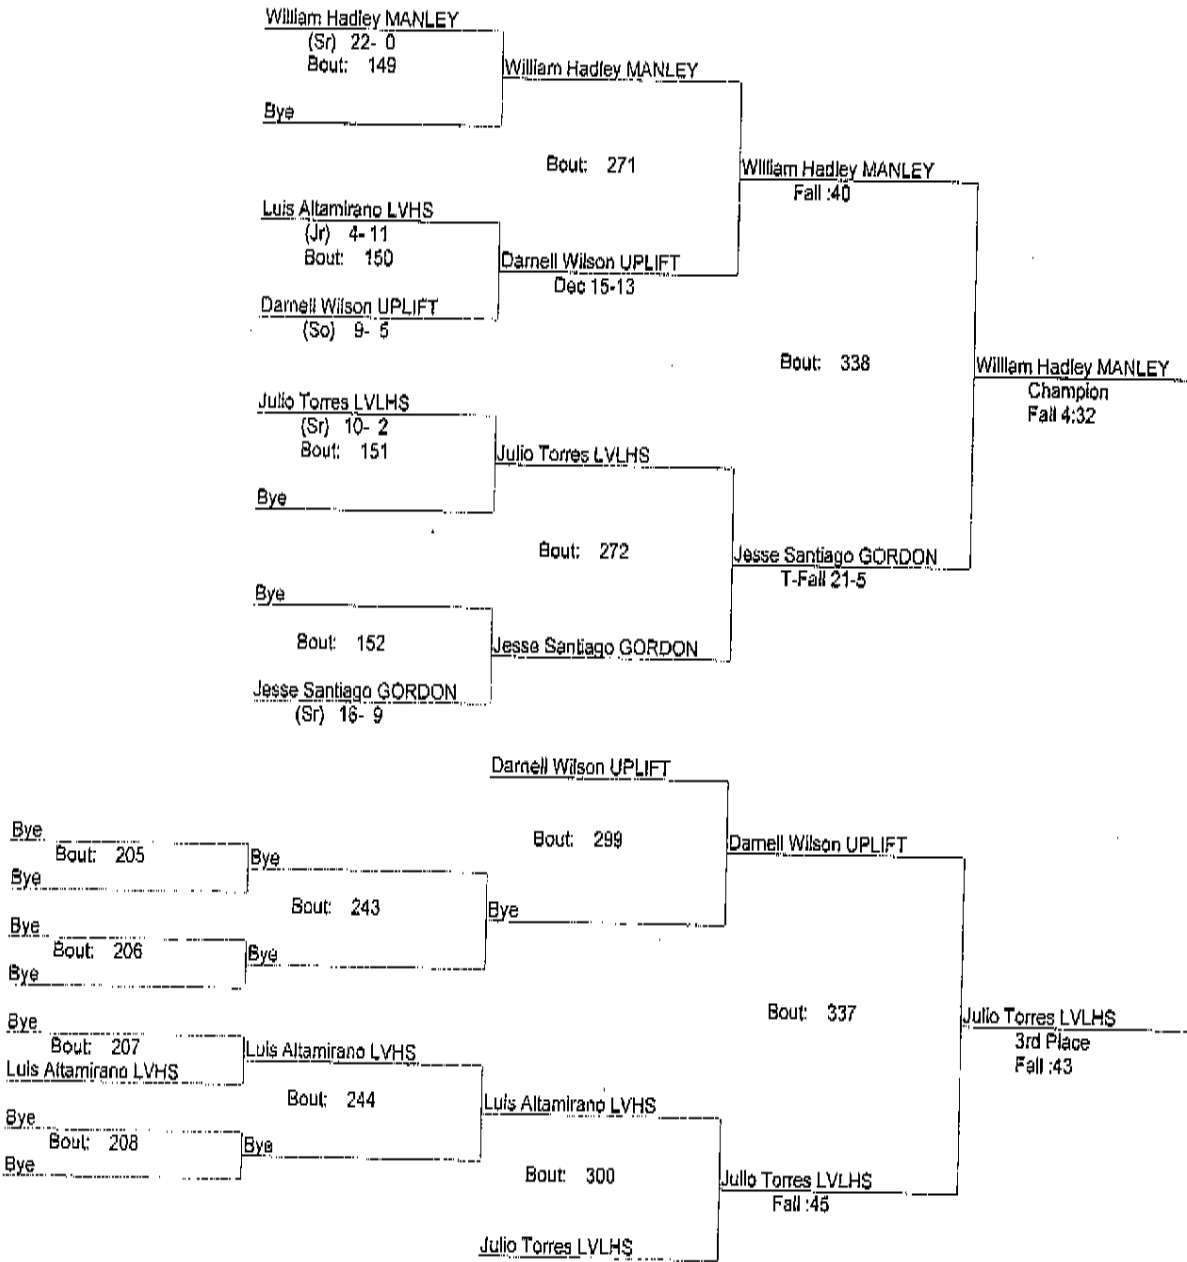 William Hadley MANLEY
(Sr) 22- 0
Bout: 149
William Hadley MANLEY
Bye
Bout: 271
William Hadley MANLEY
Fall :40
Luis Altamirano LVHS
(Jr) 4- 11
Bout: 150
Darnell Wilson UPLIFT
Dec 15-13
Darnell Wilson UPLIFT
(So) 9- 5
Bout: 338
William Hadley MANLEY
Champion
Fall 4:32
Julio Torres LVLHS
(Sr) 10- 2
Bout: 151
Julio Torres LVLHS
Bye
Bout: 272
Jesse Santiago GORDON
T-Fall 21-5
Bye
Bout: 152
Jesse Santiago GORDON
Jesse Santiago GORDON
(Sr) 16- 9
Darnell Wilson UPLIFT
Bout: 299
Darnell Wilson UPLIFT
Bye
Bout: 205
Bye
Bye
Bout: 243
Bye
Bye
Bout: 206
Bye
Bye
Bout: 337
Julio Torres LVLHS
3rd Place
Fall :43
Bye
Bout: 207
Luis Altamirano LVHS
Luis Altamirano LVHS
Bout: 244
Luis Altamirano LVHS
Bye
Bout: 208
Bye
Bye
Bout: 300
Julio Torres LVLHS
Fall :45
Julio Torres LVLHS